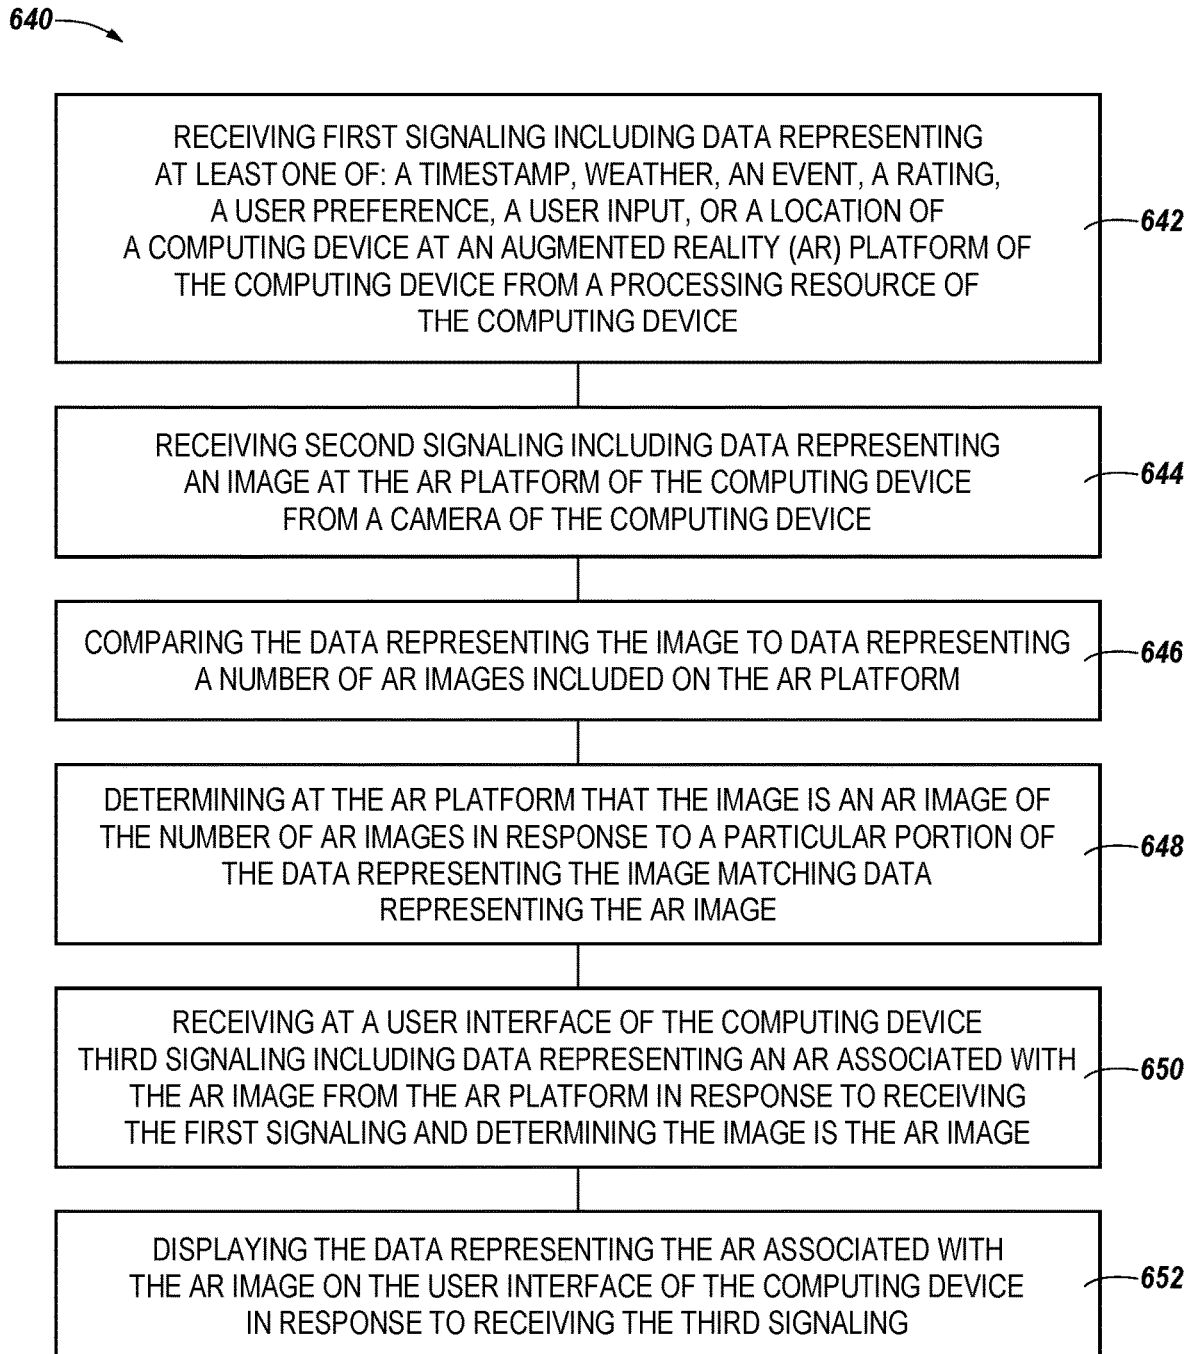 640
RECEIVING FIRST SIGNALING INCLUDING DATA REPRESENTING
AT LEAST ONE OF: A TIMESTAMP, WEATHER, AN EVENT, A RATING,
A USER PREFERENCE, A USER INPUT, OR A LOCATION OF
A COMPUTING DEVICE AT AN AUGMENTED REALITY (AR) PLATFORM OF
THE COMPUTING DEVICE FROM A PROCESSING RESOURCE OF
THE COMPUTING DEVICE
642
RECEIVING SECOND SIGNALING INCLUDING DATA REPRESENTING
AN IMAGE AT THE AR PLATFORM OF THE COMPUTING DEVICE
FROM A CAMERA OF THE COMPUTING DEVICE
644
COMPARING THE DATA REPRESENTING THE IMAGE TO DATA REPRESENTING
A NUMBER OF AR IMAGES INCLUDED ON THE AR PLATFORM
646
DETERMINING AT THE AR PLATFORM THAT THE IMAGE IS AN AR IMAGE OF
THE NUMBER OF AR IMAGES IN RESPONSE TO A PARTICULAR PORTION OF
THE DATA REPRESENTING THE IMAGE MATCHING DATA
REPRESENTING THE AR IMAGE
648
RECEIVING AT A USER INTERFACE OF THE COMPUTING DEVICE
THIRD SIGNALING INCLUDING DATA REPRESENTING AN AR ASSOCIATED WITH
THE AR IMAGE FROM THE AR PLATFORM IN RESPONSE TO RECEIVING
THE FIRST SIGNALING AND DETERMINING THE IMAGE IS THE AR IMAGE
650
DISPLAYING THE DATA REPRESENTING THE AR ASSOCIATED WITH
THE AR IMAGE ON THE USER INTERFACE OF THE COMPUTING DEVICE
IN RESPONSE TO RECEIVING THE THIRD SIGNALING
652